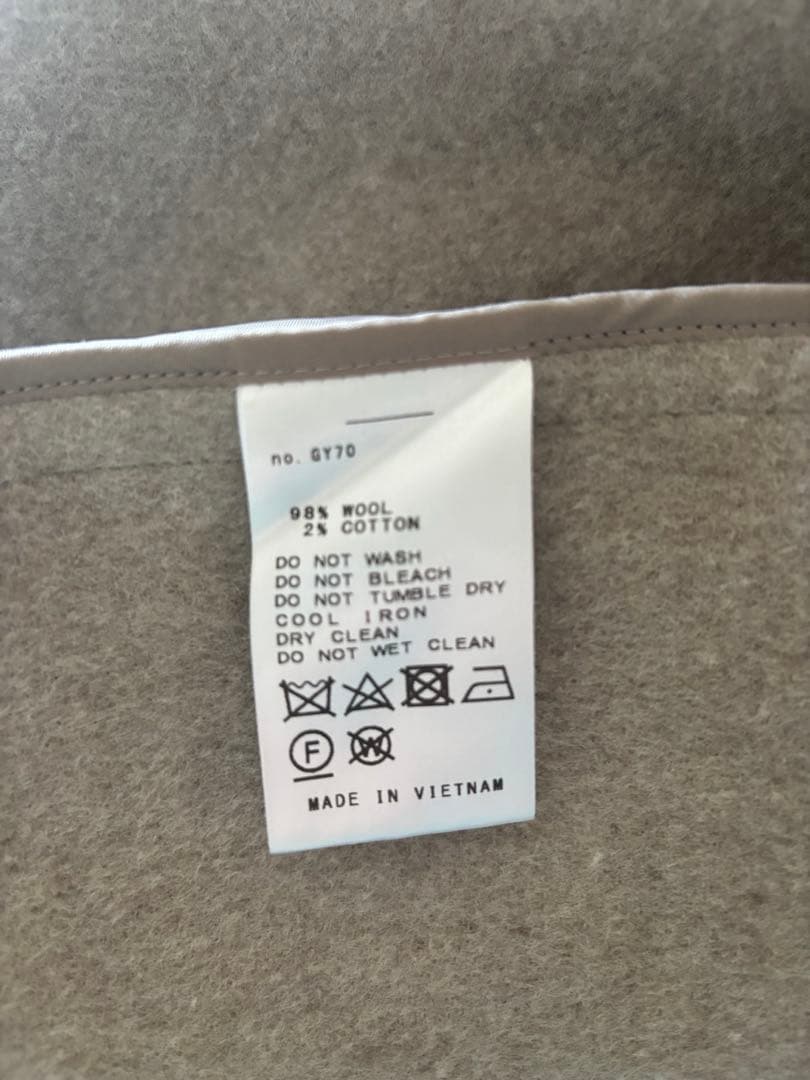 no. GY70
98% WOOL
2% COTTON
DO NOT WASH
DO NOT BLEACH
DO NOT TUMBLE DRY
COOL IRON
DRY CLEAN
DO NOT WET CLEAN
F W
MADE IN VIETNAM